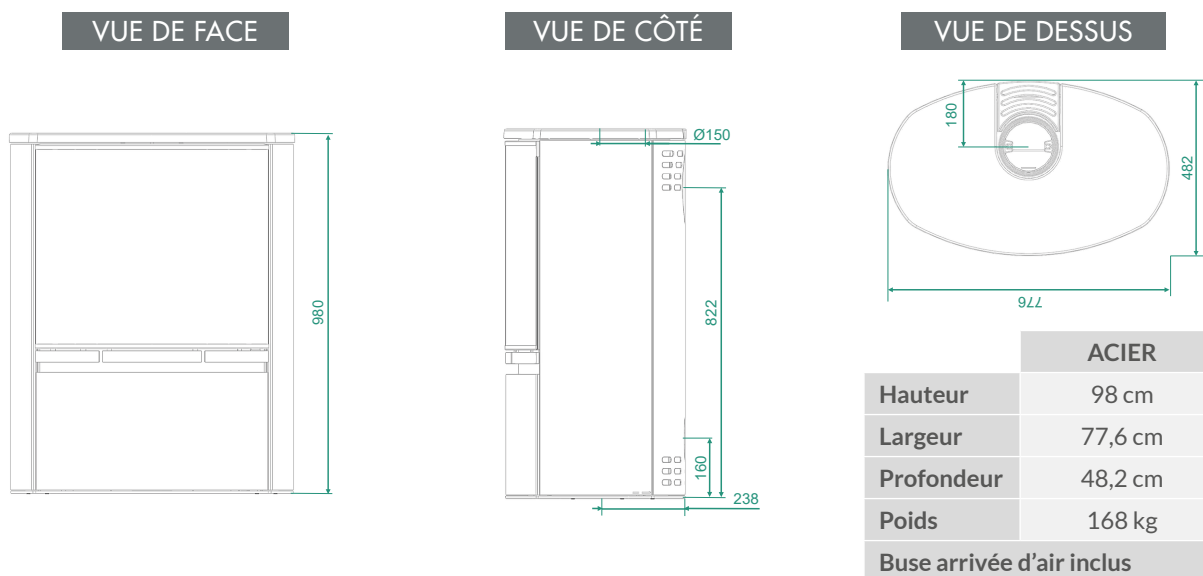 VUE DE FACE
VUE DE CÔTÉ
VUE DE DESSUS
980
Ø150
822
160
238
180
482
776
ACIER
Hauteur 98 cm
Largeur 77,6 cm
Profondeur 48,2 cm
Poids 168 kg
Buse arrivée d'air inclus